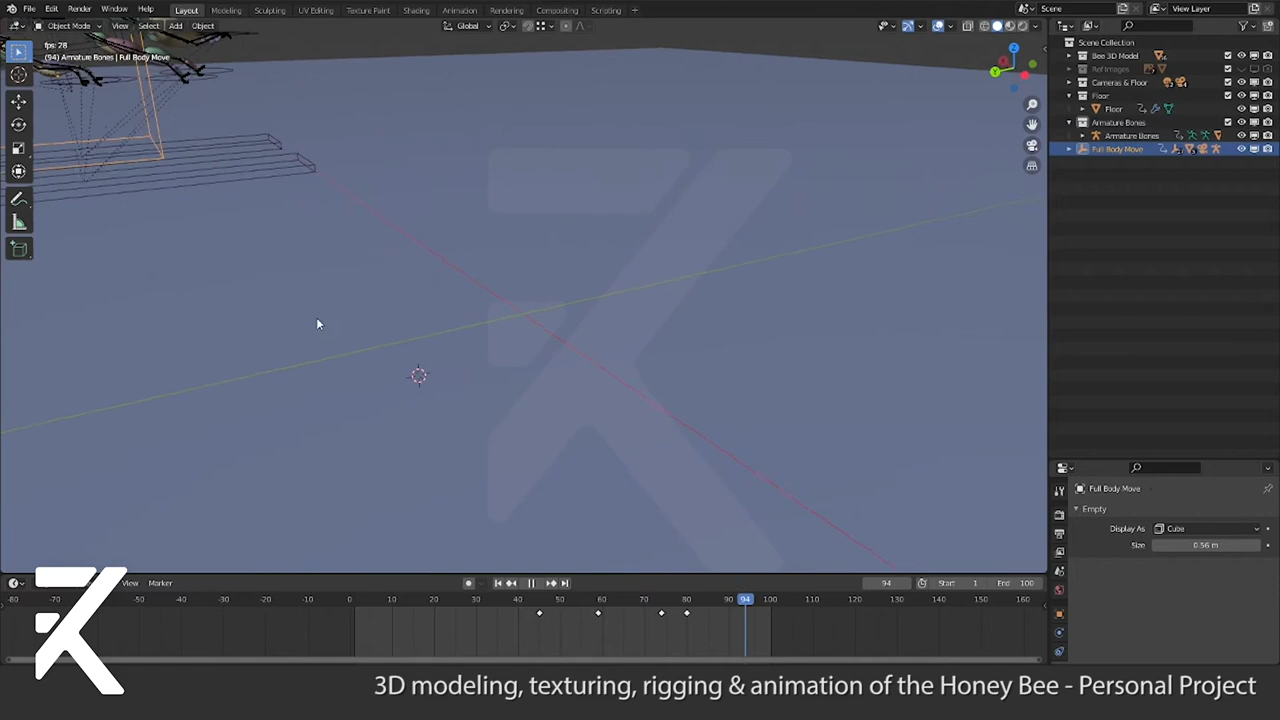 File Edit Render Window Help Layout Modeling Sculpting UV Editing Texture Paint Shading Animation Rendering Compositing Scripting + Scene View Layer
Object Mode View Select Add Object Global
fps: 28
(94) Armature Bones | Full Body Move
Z
Y
Scene Collection
Bee 3D Model
Ref Images
Cameras & Floor
Floor
Floor
Armature Bones
Armature Bones
Full Body Move
Full Body Move
Empty
Display As Cube
Size 0.56 m
View Marker 94 Start 1 End 100
-80 -70 -60 -50 -40 -30 -20 -10 0 10 20 30 40 50 60 70 80 90 94 100 110 120 130 140 150 160
3D modeling, texturing, rigging & animation of the Honey Bee - Personal Project